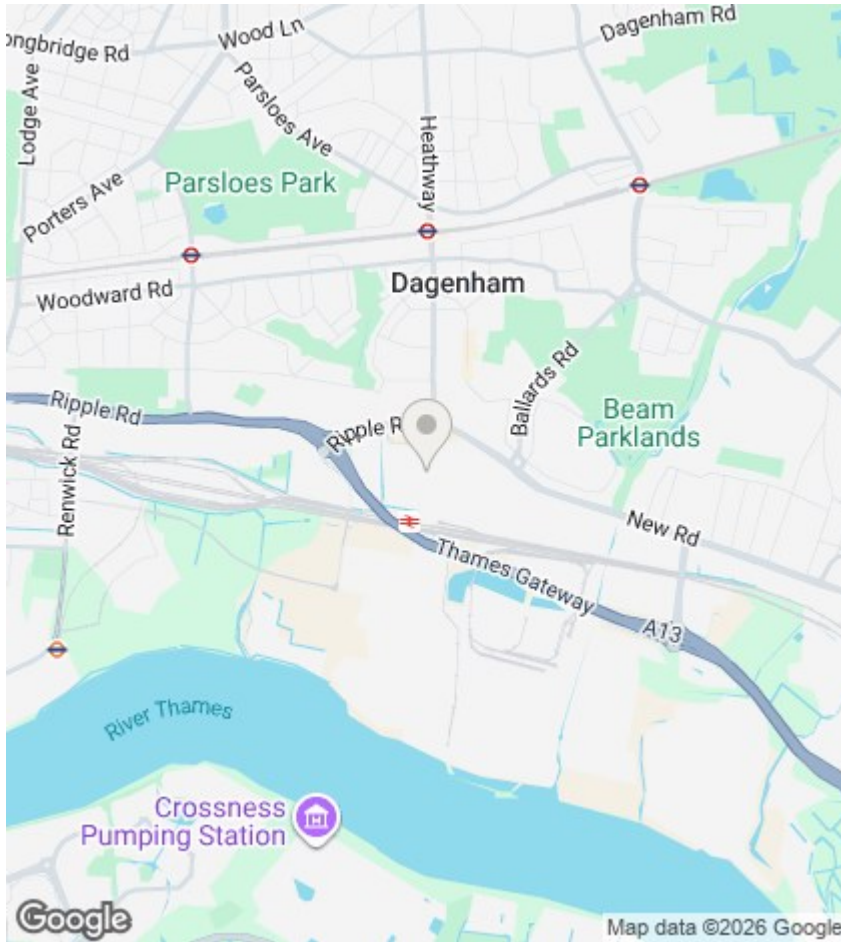 ongbridge Rd
Wood Ln
Dagenham Rd
Lodge Ave
Parsloes Ave
Heathway
Porters Ave
Parsloes Park
Woodward Rd
Dagenham
Ballards Rd
Ripple Rd
Ripple R
Beam
Parklands
Renwick Rd
New Rd
Thames Gateway
A13
River Thames
Crossness
Pumping Station
Google
Map data ©2026 Google